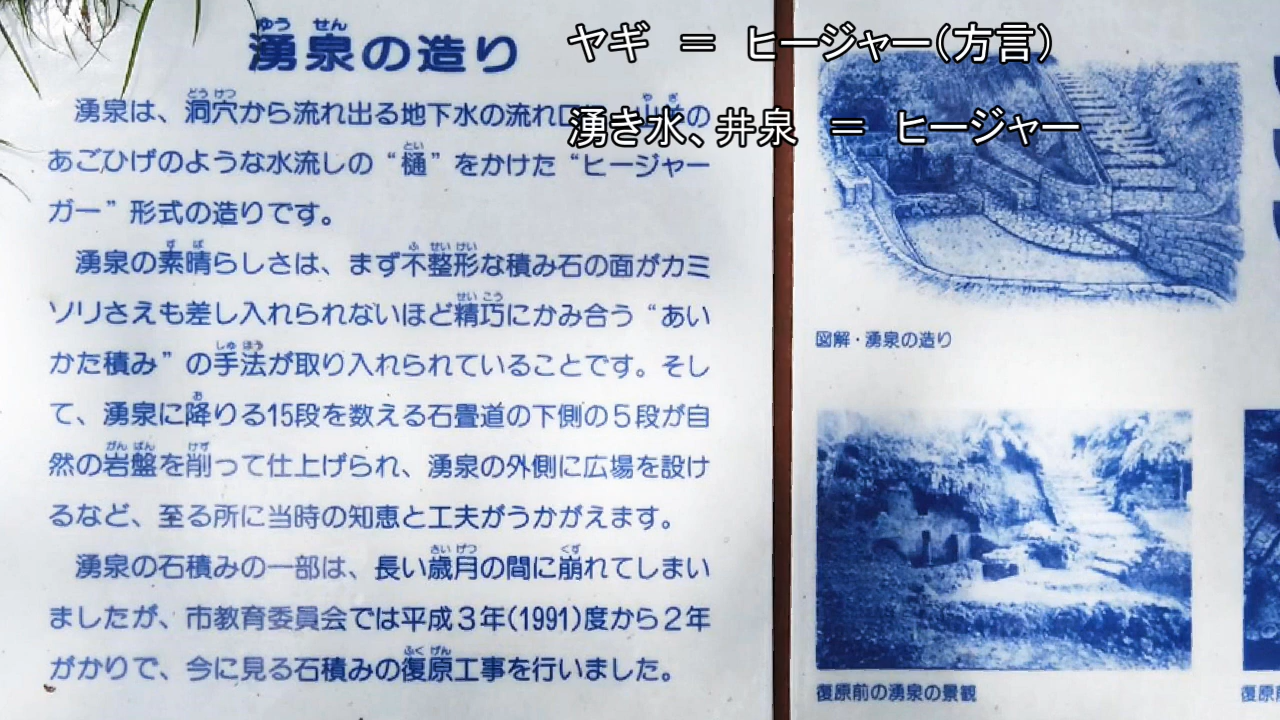 湧泉の造り
湧泉は、洞穴から流れ出る地下水の流れ口
の
あごひげのような水流しの“樋”をかけた“ヒージャー
ガー”形式の造りです。
湧泉の素晴らしさは、まず不整形な積み石の面がカミ
ソリさえも差し入れられないほど精巧にかみ合う“あい
かた積み”の手法が取り入れられていることです。そし
て、湧泉に降りる15段を数える石畳道の下側の5段が自
然の岩盤を削って仕上げられ、湧泉の外側に広場を設け
るなど、至る所に当時の知恵と工夫がうかがえます。
湧泉の石積みの一部は、長い歳月の間に崩れてしまい
ましたが、市教育委員会では平成3年(1991)度から2年
がかりで、今に見る石積みの復原工事を行いました。
ヤギ ＝ ヒージャー(方言)
湧き水、井泉 ＝ ヒージャー
図解・湧泉の造り
復原前の湧泉の景観
復原